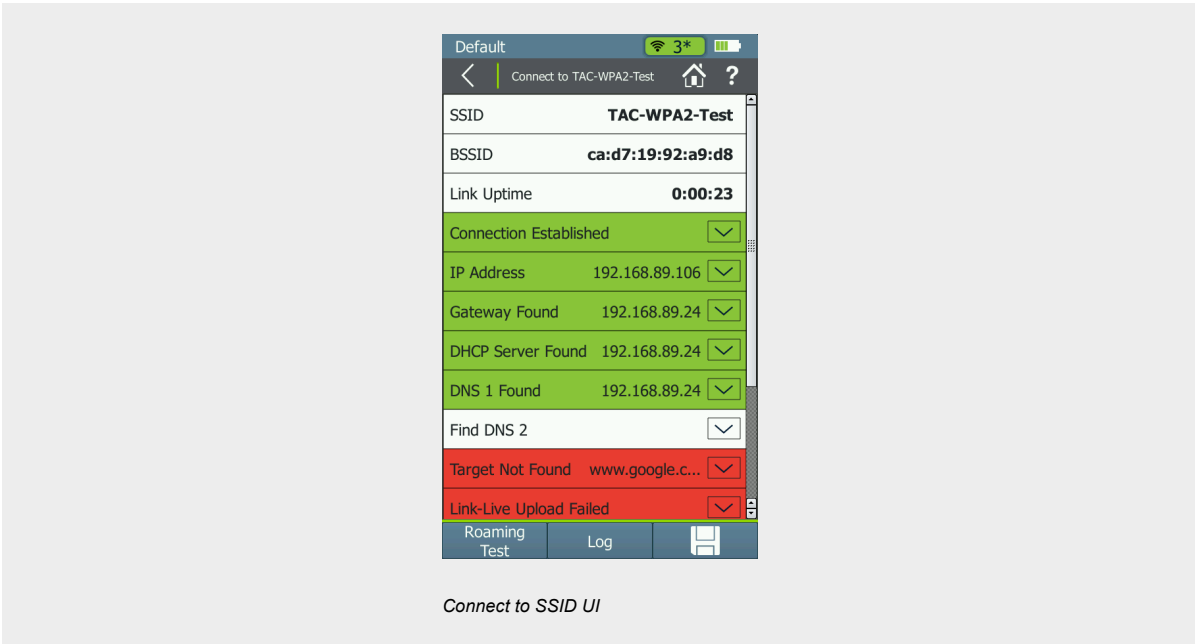 Default 3*
Connect to TAC-WPA2-Test ?
SSID TAC-WPA2-Test
BSSID ca:d7:19:92:a9:d8
Link Uptime 0:00:23
Connection Established
IP Address 192.168.89.106
Gateway Found 192.168.89.24
DHCP Server Found 192.168.89.24
DNS 1 Found 192.168.89.24
Find DNS 2
Target Not Found www.google.c...
Link-Live Upload Failed
Roaming
Test
Log
Connect to SSID UI